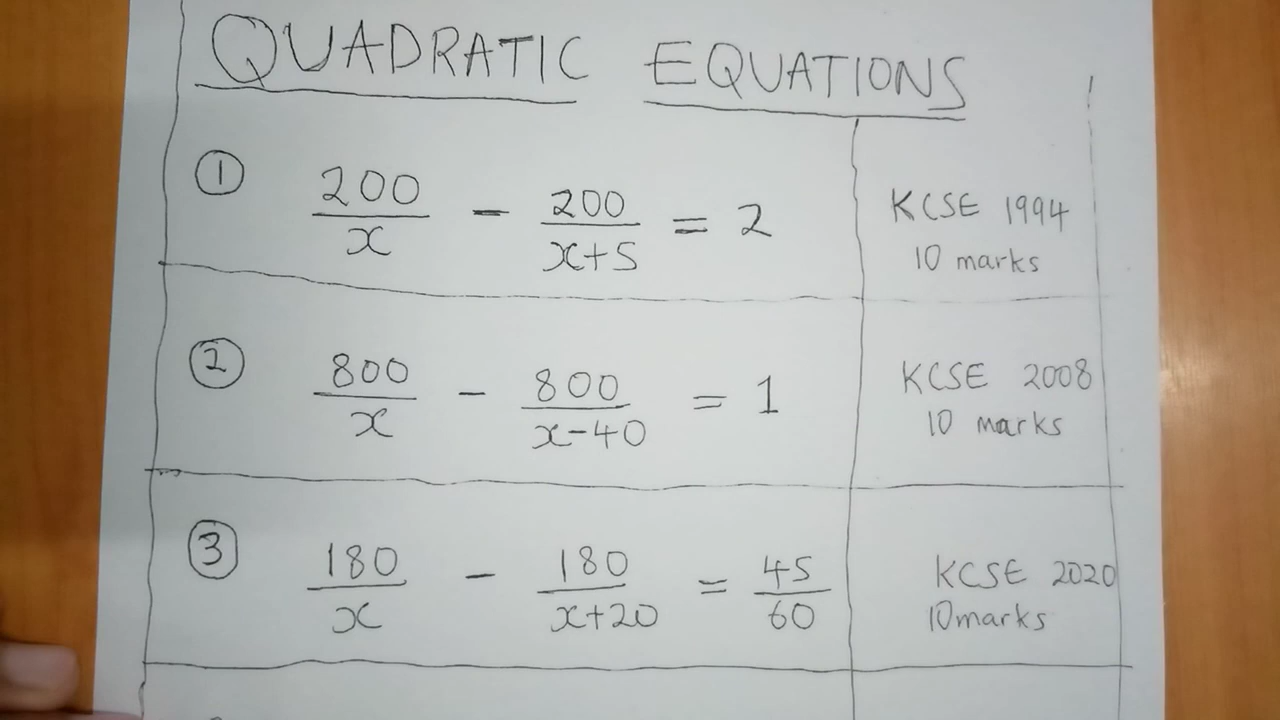 QUADRATIC EQUATIONS
① 200/x - 200/x+5 = 2
KCSE 1994
10 marks
② 800/x - 800/x-40 = 1
KCSE 2008
10 marks
③ 180/x - 180/x+20 = 45/60
KCSE 2020
10marks